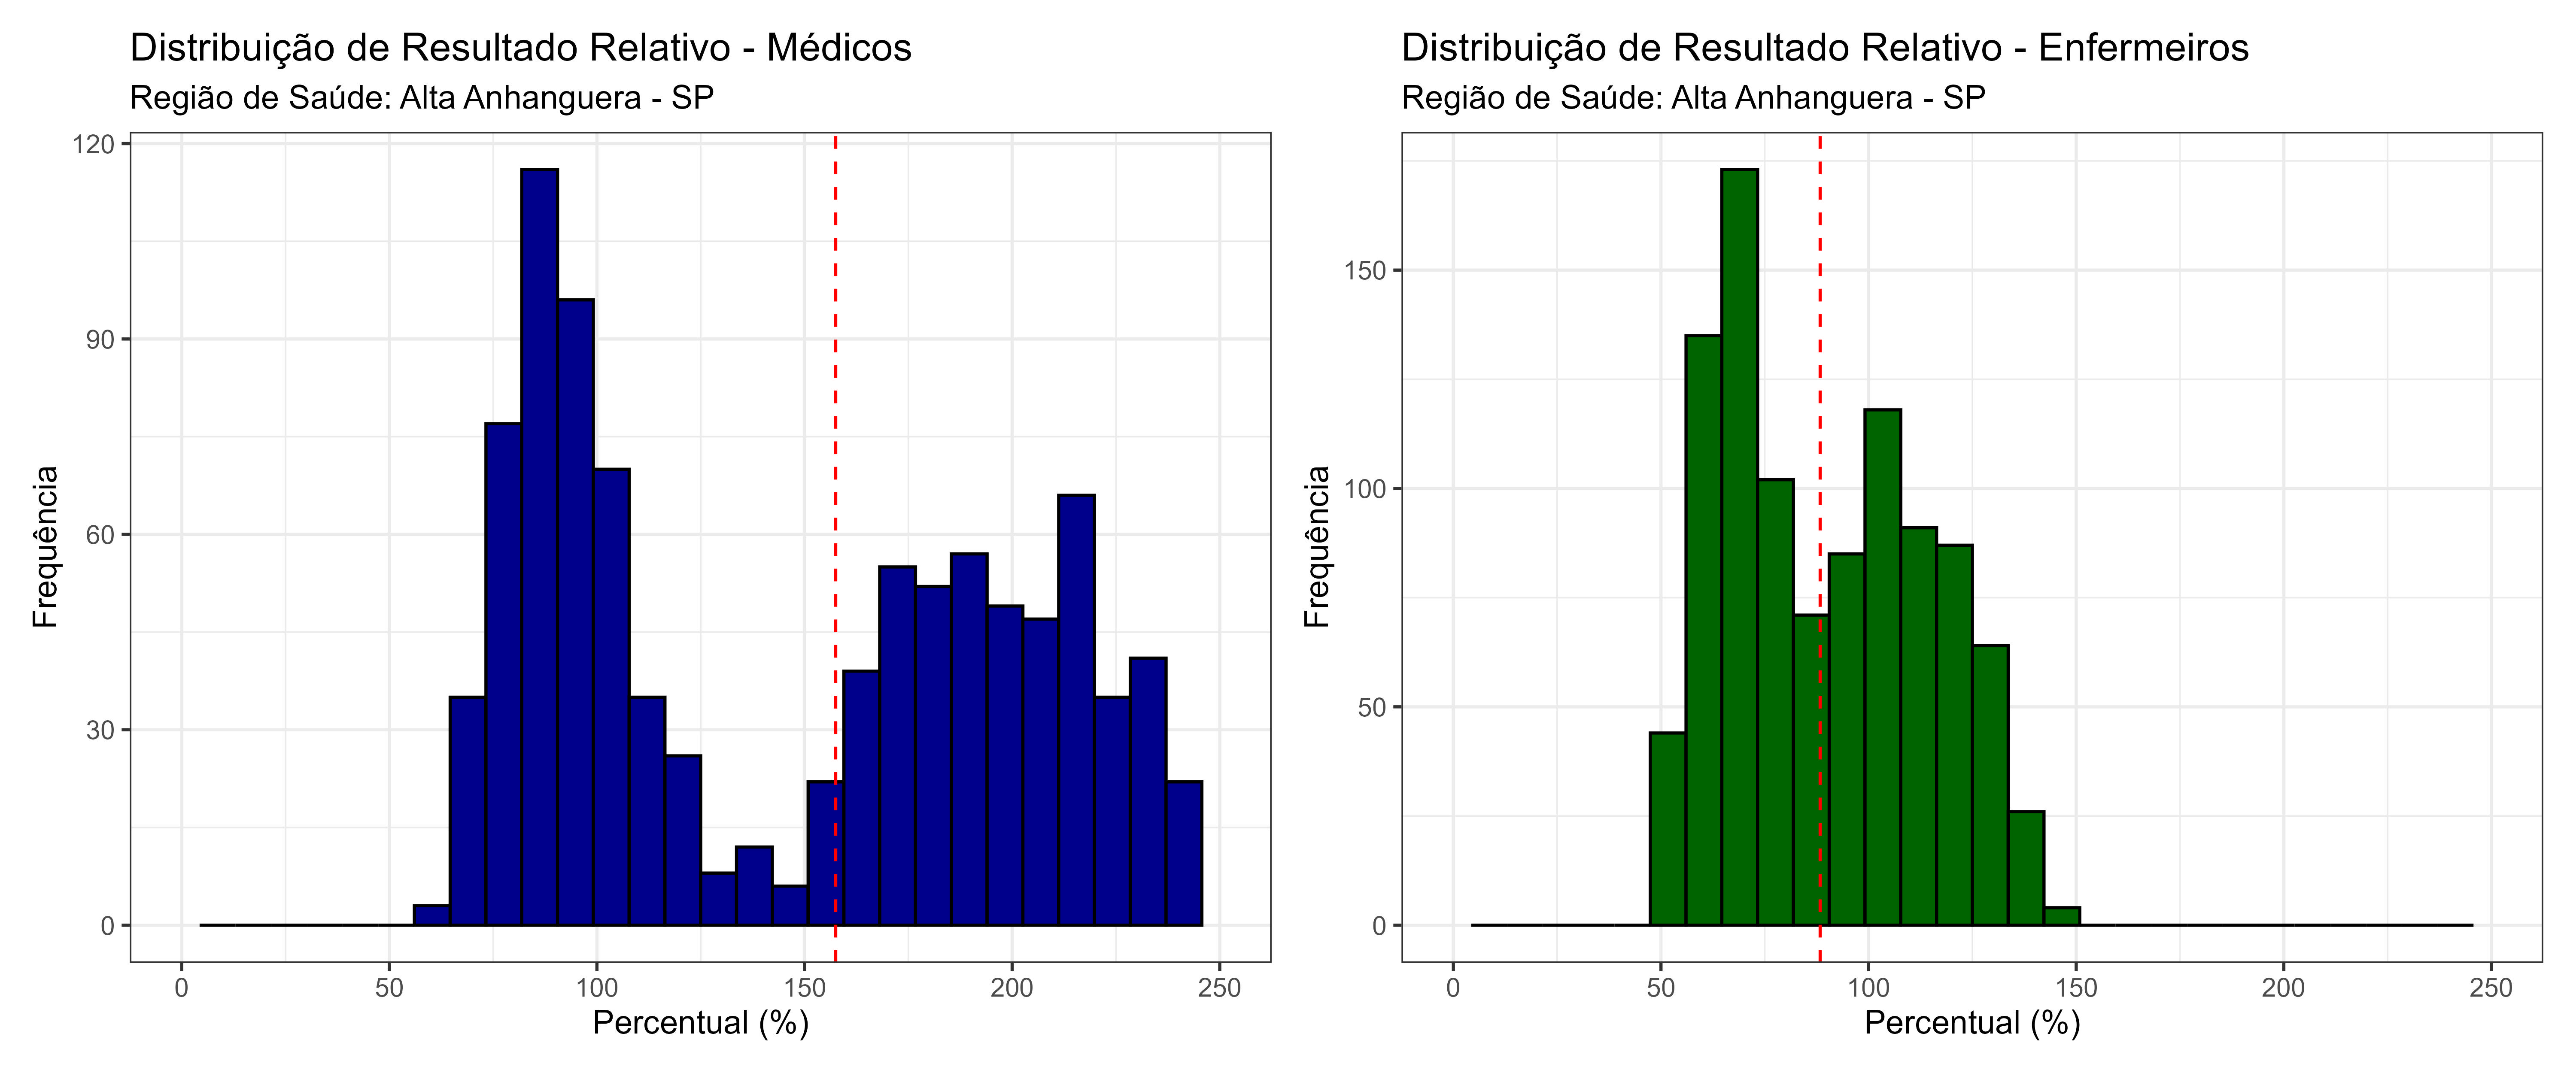 Distribuição de Resultado Relativo - Médicos
Região de Saúde: Alta Anhanguera - SP
120
90
60
30
0
Frequência
0 50 100 150 200 250
Percentual (%)
Distribuição de Resultado Relativo - Enfermeiros
Região de Saúde: Alta Anhanguera - SP
150
100
50
0
Frequência
0 50 100 150 200 250
Percentual (%)